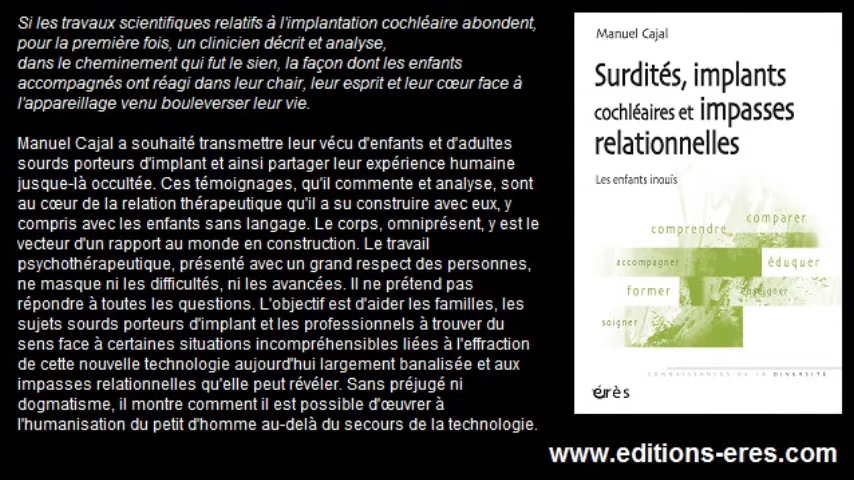 Si les travaux scientifiques relatifs à l'implantation cochléaire abondent,
pour la première fois, un clinicien décrit et analyse,
dans le cheminement qui fut le sien, la façon dont les enfants
accompagnés ont réagi dans leur chair, leur esprit et leur cœur face à
l'appareillage venu bouleverser leur vie.
Manuel Cajal a souhaité transmettre leur vécu d'enfants et d'adultes
sourds porteurs d'implant et ainsi partager leur expérience humaine
jusque-là occultée. Ces témoignages, qu'il commente et analyse, sont
au cœur de la relation thérapeutique qu'il a su construire avec eux, y
compris avec les enfants sans langage. Le corps, omniprésent, y est le
vecteur d'un rapport au monde en construction. Le travail
psychothérapeutique, présenté avec un grand respect des personnes,
ne masque ni les difficultés, ni les avancées. Il ne prétend pas
répondre à toutes les questions. L'objectif est d'aider les familles, les
sujets sourds porteurs d'implant et les professionnels à trouver du
sens face à certaines situations incompréhensibles liées à l'effraction
de cette nouvelle technologie aujourd'hui largement banalisée et aux
impasses relationnelles qu'elle peut révéler. Sans préjugé ni
dogmatisme, il montre comment il est possible d'œuvrer à
l'humanisation du petit d'homme au-delà du secours de la technologie.
Manuel Cajal
Surdités, implants
cochléaires et impasses
relationnelles
Les enfants inouïs
comparer
comprendre
accompagner
éduquer
former
soigner
CONNAISSANCES DE LA DIVERSITÉ
érès
www.editions-eres.com